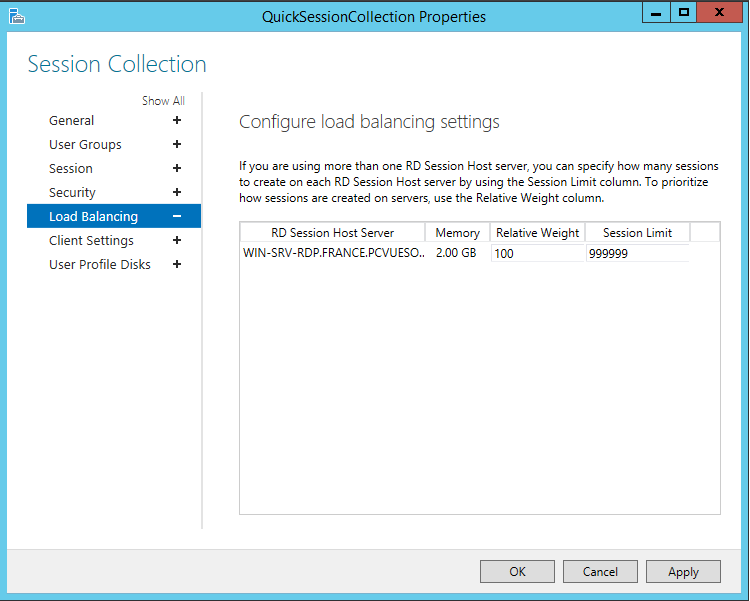 QuickSessionCollection Properties
Session Collection
Show All
General +
User Groups +
Session +
Security +
Load Balancing −
Client Settings +
User Profile Disks +
Configure load balancing settings
If you are using more than one RD Session Host server, you can specify how many sessions
to create on each RD Session Host server by using the Session Limit column. To prioritize
how sessions are created on servers, use the Relative Weight column.
RD Session Host Server Memory Relative Weight Session Limit
WIN-SRV-RDP.FRANCE.PCVUESO.. 2.00 GB 100 999999
OK Cancel Apply